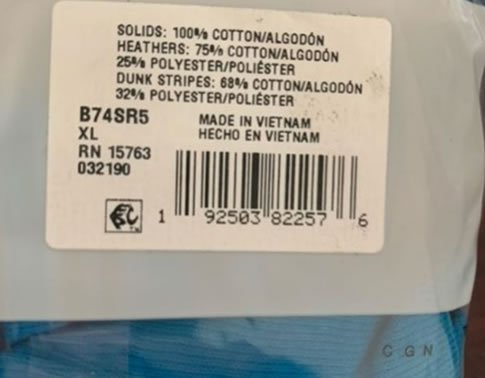 SOLIDS: 100% COTTON/ALGODÓN
HEATHERS: 75% COTTON/ALGODÓN
25% POLYESTER/POLIÉSTER
DUNK STRIPES: 68% COTTON/ALGODÓN
32% POLYESTER/POLIÉSTER
B74SR5
MADE IN VIETNAM
XL
HECHO EN VIETNAM
RN 15763
032190
1 92503 82257 6
C G N